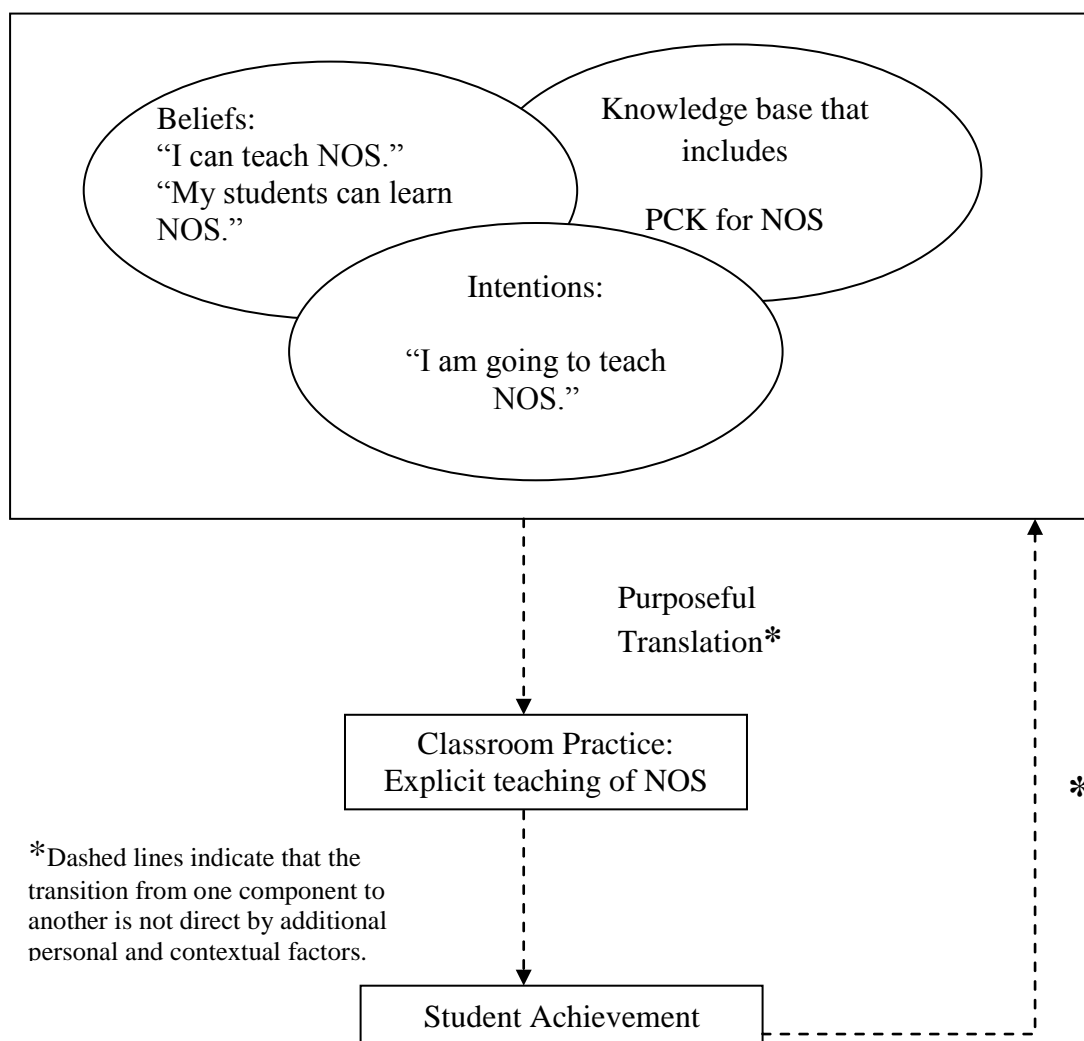 Beliefs:
“I can teach NOS.”
“My students can learn
NOS.”
Knowledge base that
includes
PCK for NOS
Intentions:
“I am going to teach
NOS.”
Purposeful
Translation*
Classroom Practice:
Explicit teaching of NOS
*
*Dashed lines indicate that the
transition from one component to
another is not direct by additional
personal and contextual factors.
Student Achievement